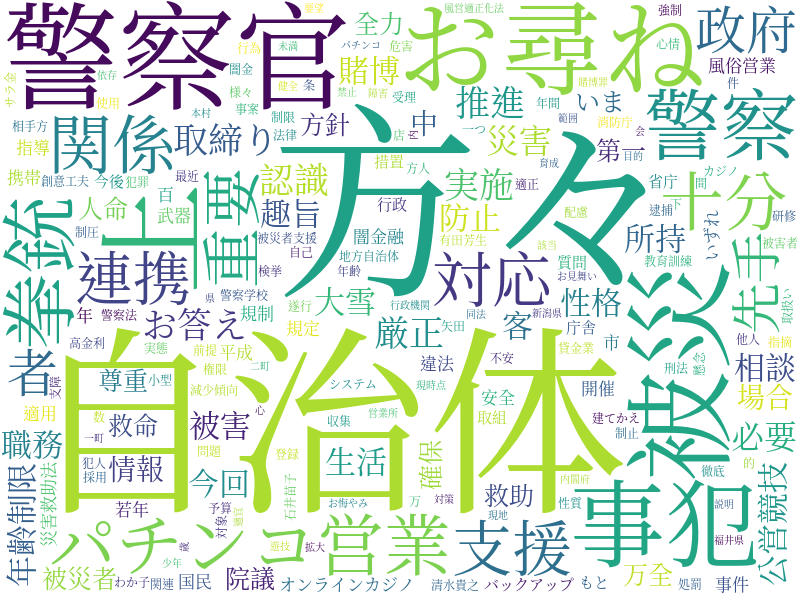 警察官
お尋ね
政府
方々
自治体
被災
警察
関係
取締り
方針
中
推進
いま
第一
風俗営業
賭博
全力
災害
認識
実施
十分
拳銃
上
重要
趣旨
防止
所持
先手
連携
対応
性格
大雪
お答え
厳正
客
者
尊重
救命
被害
相談
場合
職務
情報
今回
生活
確保
救助
必要
事犯
支援
営業
パチンコ
年齢制限
公営競技
被災者
国民
院議
オンラインカジノ
バックアップ
万全
事件
若年
災害救助法
人命
携帯
指導
闇金融
行政
措置
規制
規定
違法
開催
市
庁舎
安全
取組
システム
地方自治体
被災者支援
創意工夫
今後
犯罪
武器
百
相手方
サラ金
闇金
様々
事案
制限
法律
行為
パチンコ
危害
心情
強制
風営適正化法
受理
年間
範囲
消防庁
賭博罪
カジノ
省庁
逮捕
研修
被害者
教育訓練
いずれ
配慮
適正
育成
目的
有田芳生
質問
お見舞い
新潟県
該当
自己
検挙
年齢
警察学校
警察法
高金利
平成
前提
権限
減少傾向
小型
実態
二町
支障
適用
一町
犯人
採用
問題
登録
予算
対象
石井苗子
お悔やみ
収集
営業所
現時点
行政機関
同法
矢田
不安
貸金業
刑法
懸念
他人
指摘
取扱い
建てかえ
制止
徹底
内閣府
性質
現地
対策
拡大
遊技
少年
わか子
関連
清水貴之
もと
処罰
説明
福井県
遂行
制圧
最近
使用
依存
未満
要望
本村
禁止
障害
健全